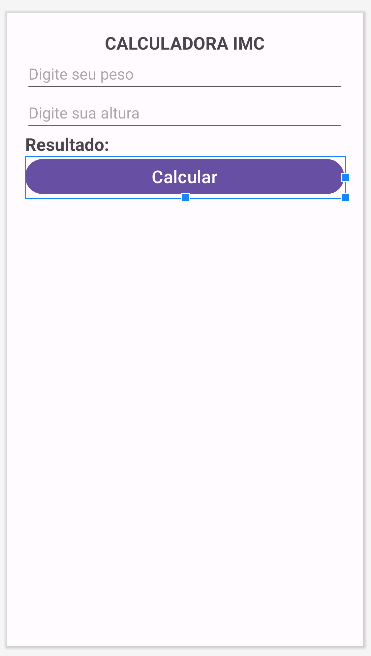 CALCULADORA IMC
Digite seu peso
Digite sua altura
Resultado:
Calcular